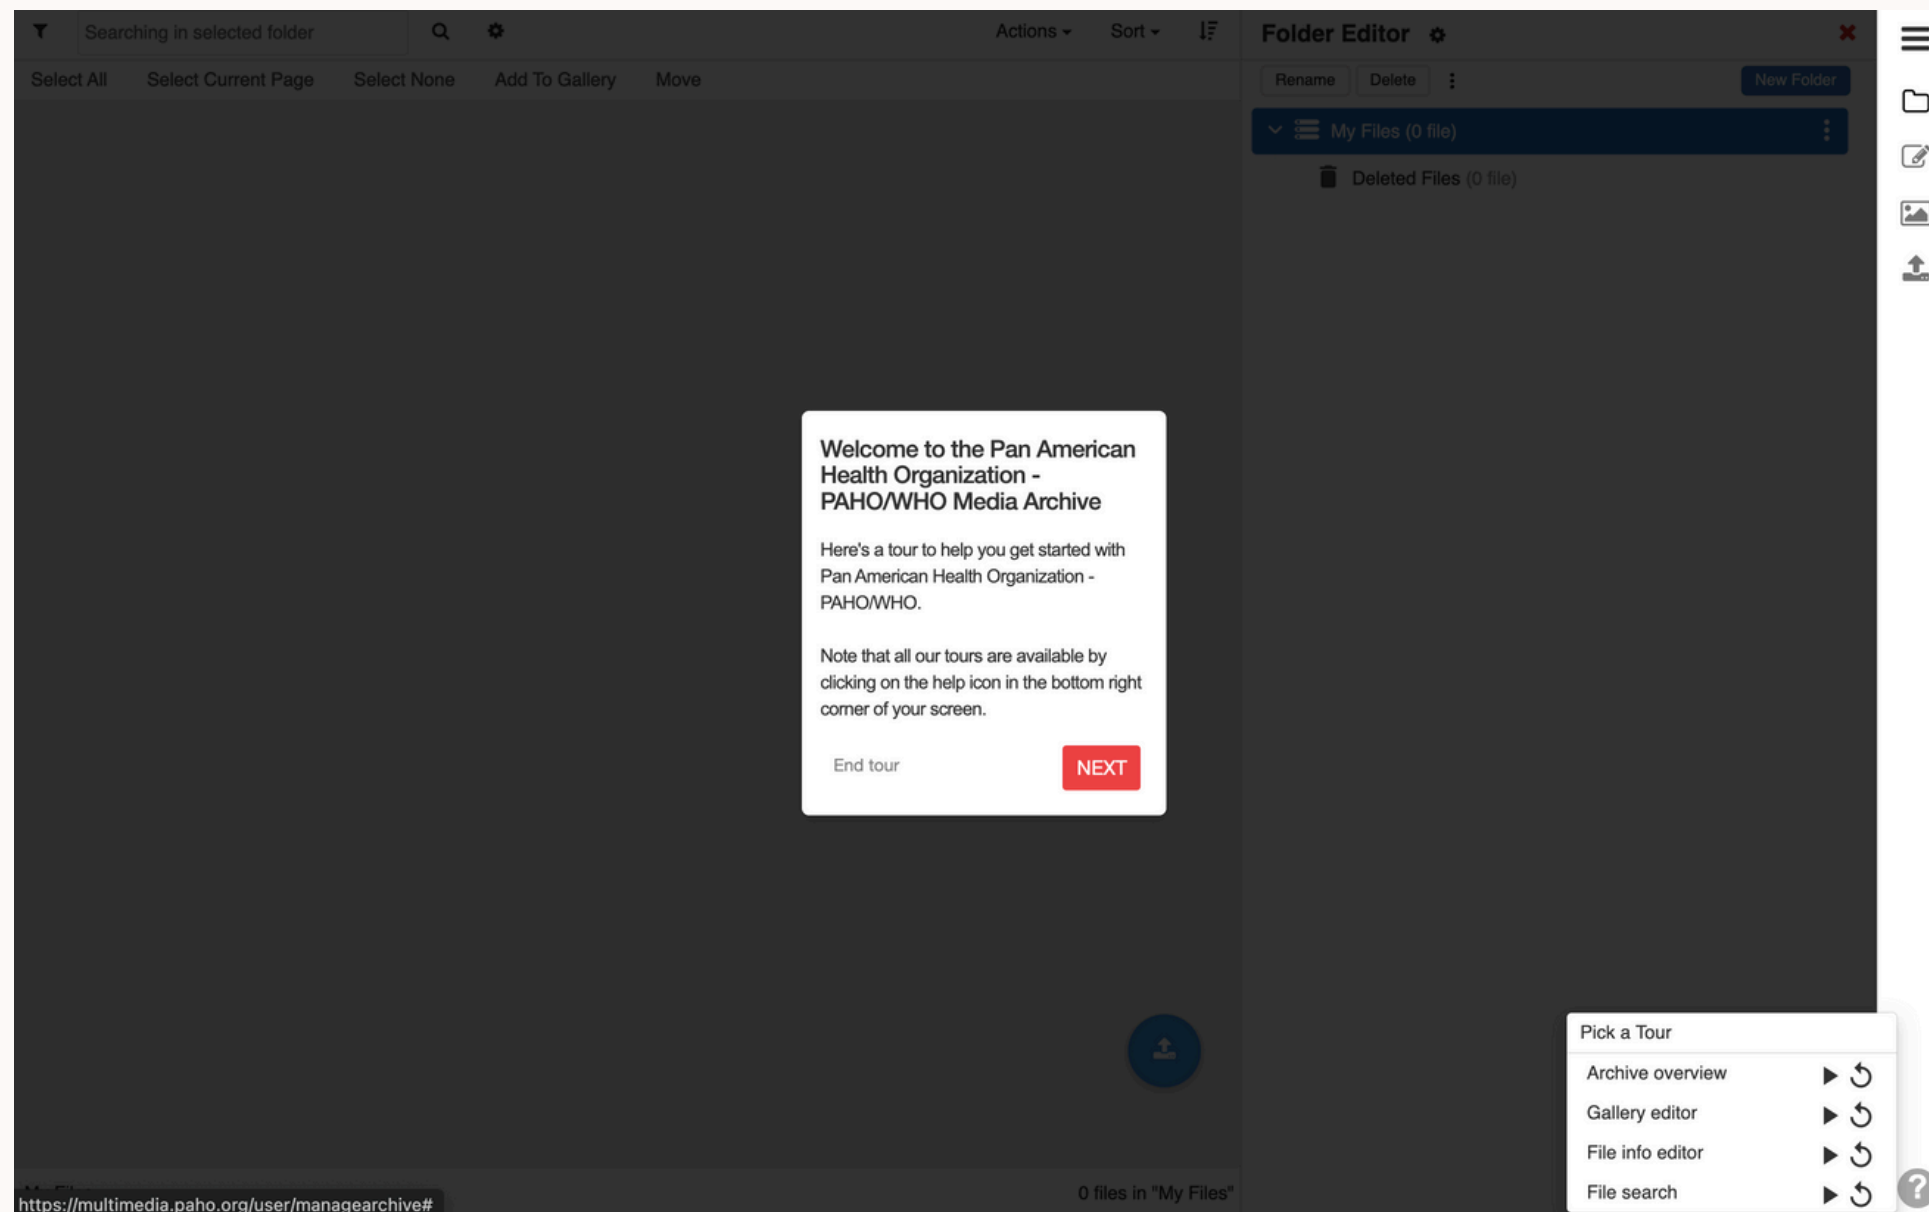 Searching in selected folder
Actions
Sort
Folder Editor
Select All
Select Current Page
Select None
Add To Gallery
Move
Rename
Delete
New Folder
My Files (0 file)
Deleted Files (0 file)
Welcome to the Pan American
Health Organization -
PAHO/WHO Media Archive
Here's a tour to help you get started with
Pan American Health Organization -
PAHO/WHO.
Note that all our tours are available by
clicking on the help icon in the bottom right
corner of your screen.
End tour
NEXT
Pick a Tour
Archive overview
Gallery editor
File info editor
File search
?
0 files in "My Files"
https://multimedia.paho.org/user/managearchive#